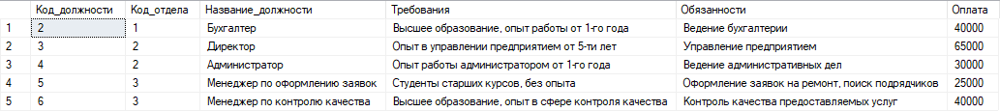 Код_должности Код_отдела Название_должности Требования Обязанности Оплата
1 2 1 Бухгалтер Высшее образование, опыт работы от 1-го года Ведение бухгалтерии 40000
2 3 2 Директор Опыт в управлении предприятием от 5-ти лет Управление предприятием 65000
3 4 2 Администратор Опыт работы администратором от 1-го года Ведение административных дел 30000
4 5 3 Менеджер по оформлению заявок Студенты старших курсов, без опыта Оформление заявок на ремонт, поиск подрядчиков 25000
5 6 3 Менеджер по контролю качества Высшее образование, опыт в сфере контроля качества Контроль качества предоставляемых услуг 40000